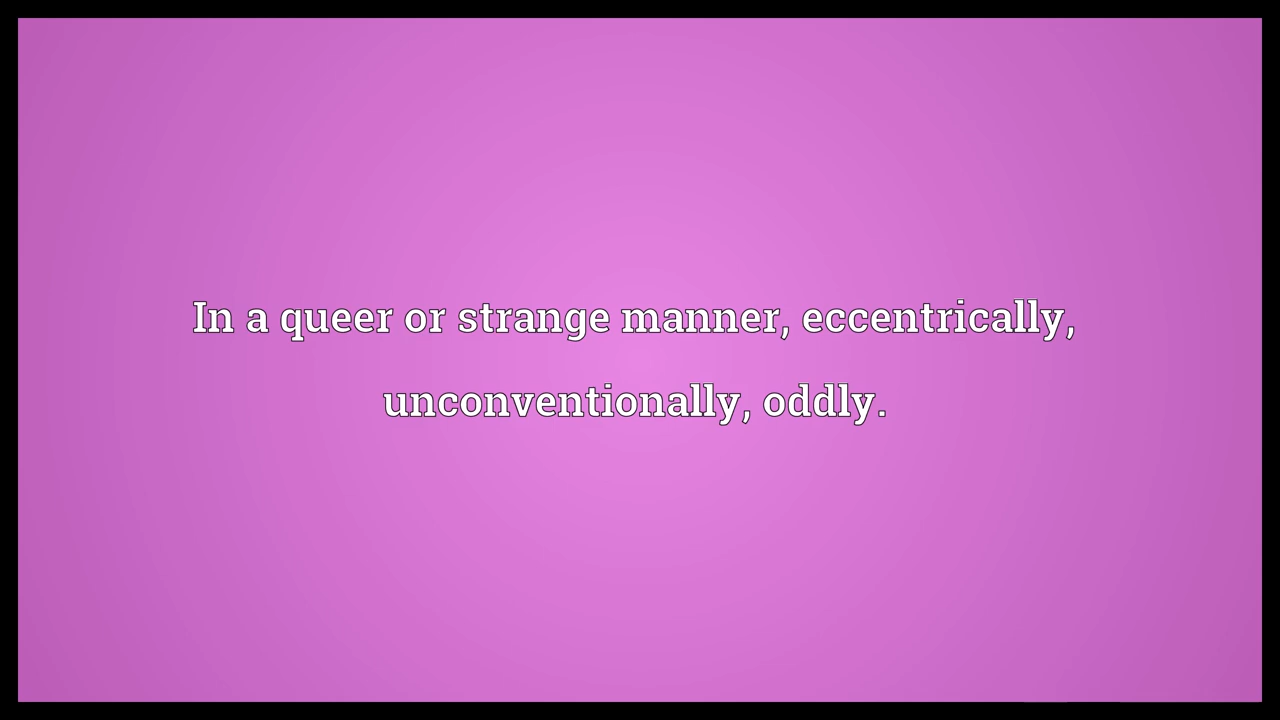 In a queer or strange manner, eccentrically,
unconventionally, oddly.